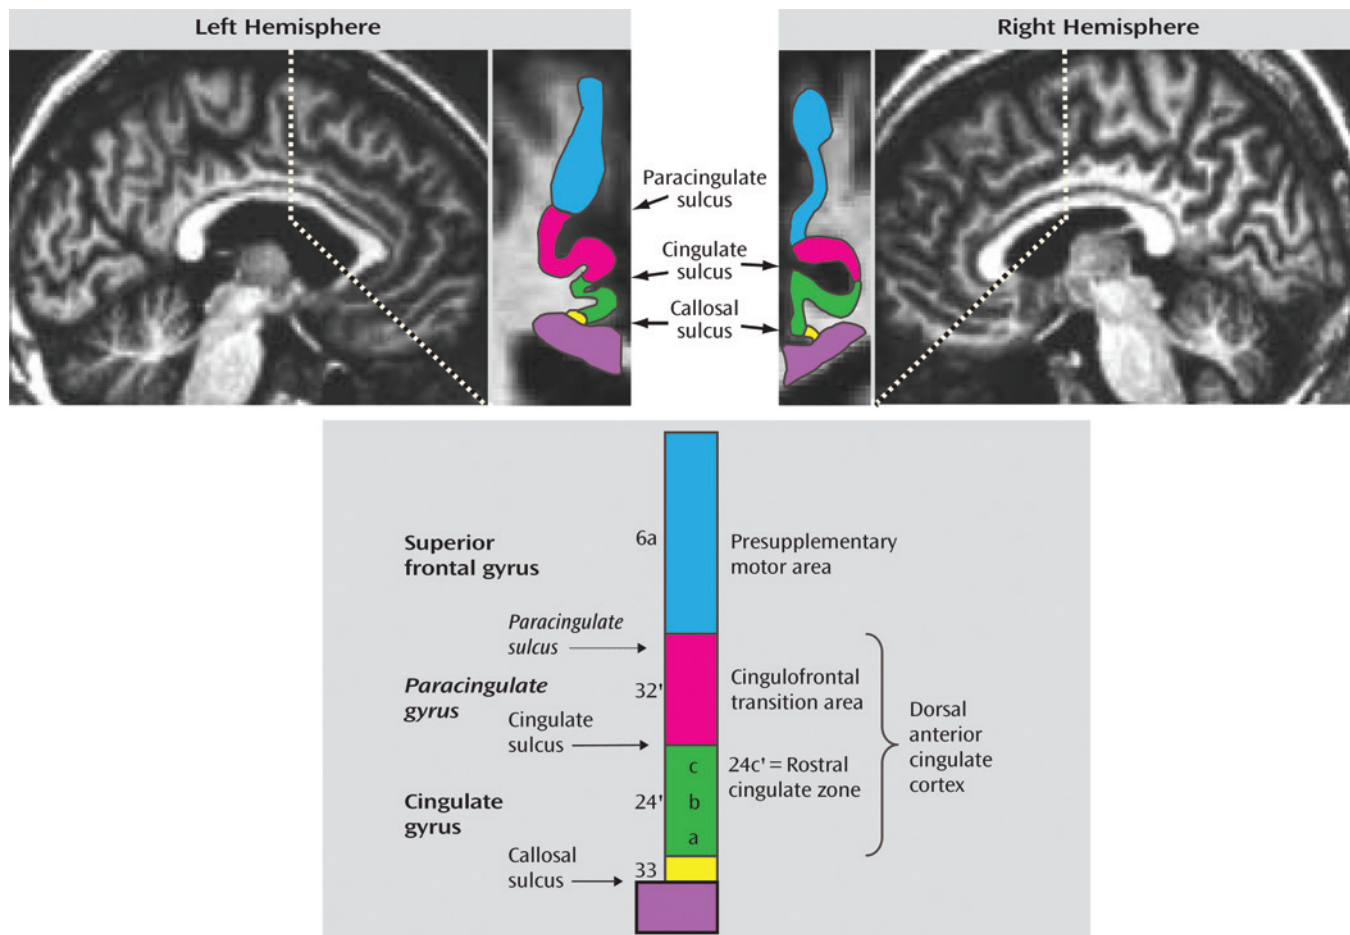 Left Hemisphere
Right Hemisphere
Paracingulate
sulcus
Cingulate
sulcus
Callosal
sulcus
Superior
frontal gyrus
6a
Presupplementary
motor area
Paracingulate
sulcus
Paracingulate
gyrus
32'
Cingulofrontal
transition area
Cingulate
sulcus
Dorsal
anterior
cingulate
cortex
c
24c' = Rostral
cingulate zone
Cingulate
gyrus
24'
b
a
Callosal
sulcus
33